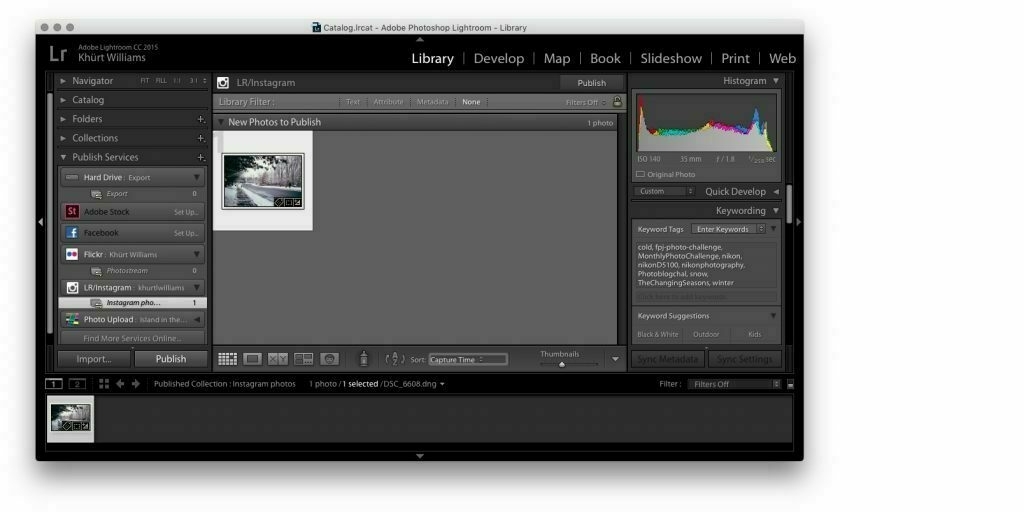 Catalog.lrcat - Adobe Photoshop Lightroom - Library
Lr
Adobe Lightroom CC 2015
Khürt Williams
Library | Develop | Map | Book | Slideshow | Print | Web
Navigator FIT FILL 1:1 3:1
Catalog
Folders
Collections
Publish Services
Hard Drive : Export
Export 0
St Adobe Stock Set Up...
Facebook Set Up...
Flickr : Khürt Williams
Photostream 0
LR/Instagram : khurtlwilliams
Instagram pho... 1
Photo Upload : Island in the...
Find More Services Online...
Import... Publish
LR/Instagram Publish
Library Filter : Text Attribute Metadata None Filters Off
New Photos to Publish 1 photo
XY Sort: Capture Time Thumbnails
Histogram
ISO 140 35 mm f / 1.8 1/250 sec
Original Photo
Custom Quick Develop
Keywording
Keyword Tags Enter Keywords
cold, fpj-photo-challenge,
MonthlyPhotoChallenge, nikon,
nikonD5100, nikonphotography,
Photoblogchal, snow,
TheChangingSeasons, winter
Click here to add keywords
Keyword Suggestions
Black & White Outdoor Kids
Sync Metadata Sync Settings
1 2 Published Collection : Instagram photos 1 photo / 1 selected / DSC_6608.dng Filter : Filters Off